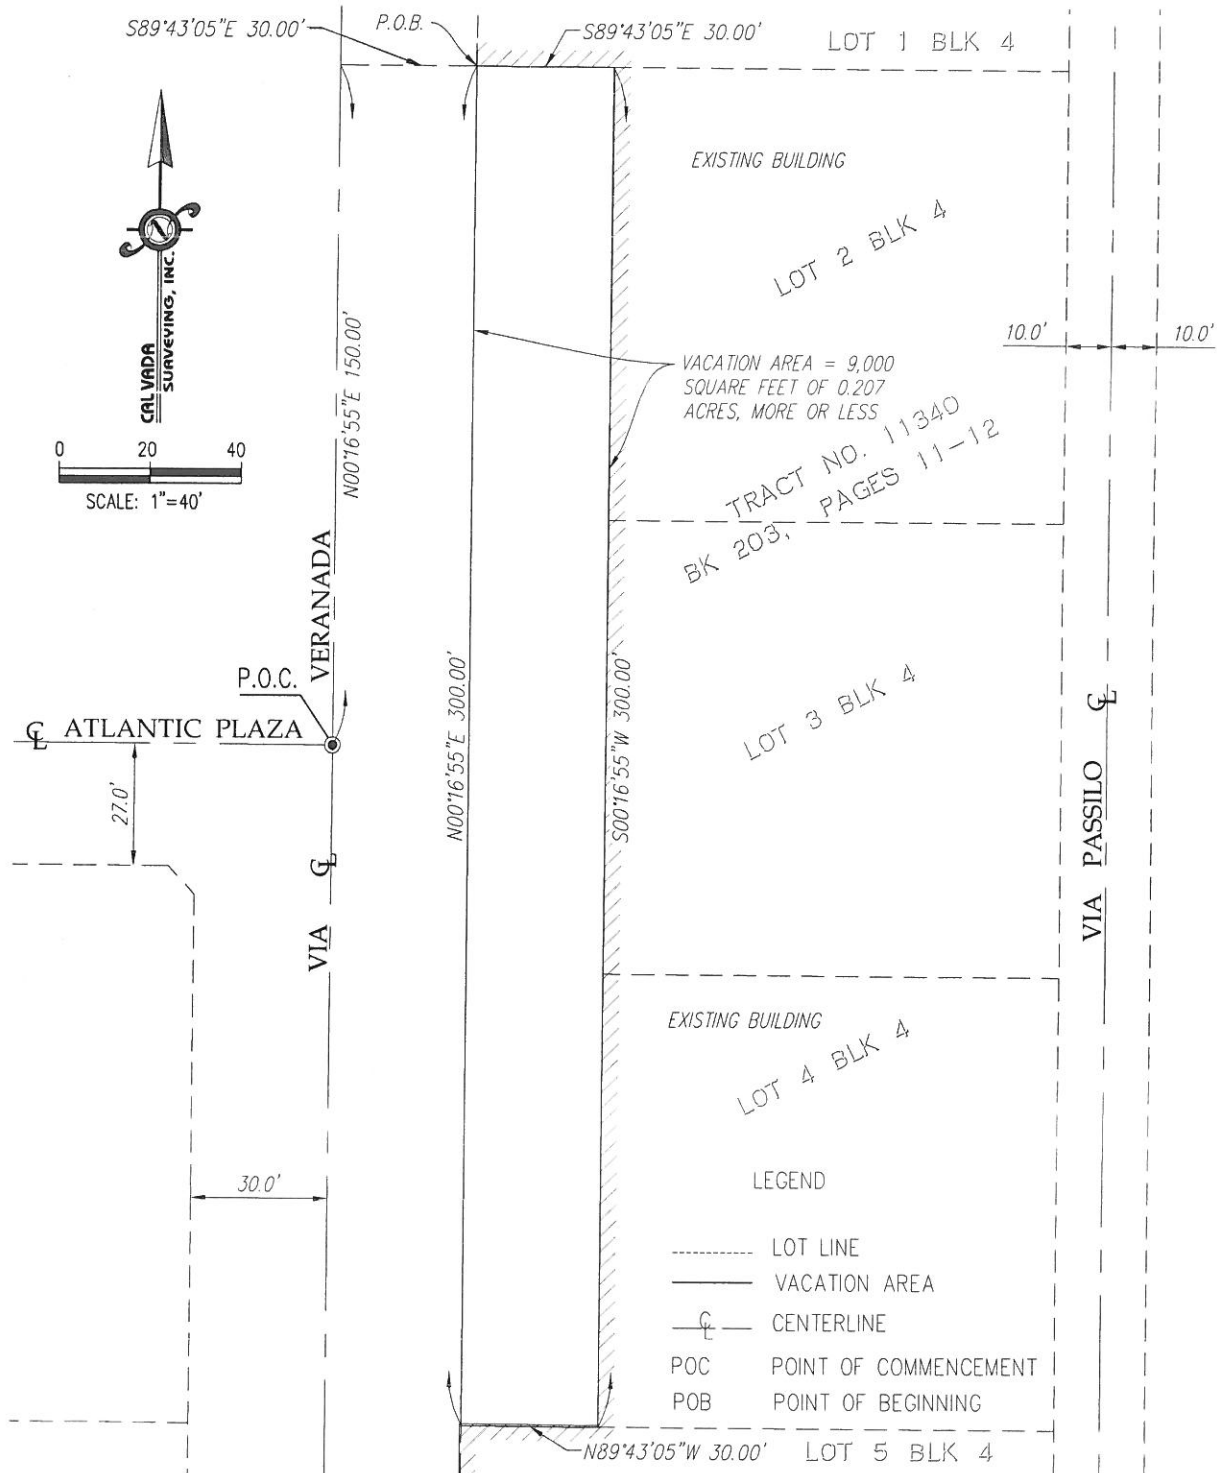 S89°43'05"E 30.00'
P.O.B.
S89°43'05"E 30.00'
LOT 1 BLK 4
EXISTING BUILDING
LOT 2 BLK 4
CALVADA
SURVEYING, INC.
N00°16'55"E 150.00'
10.0'
10.0'
VACATION AREA = 9,000
SQUARE FEET OF 0.207
ACRES, MORE OR LESS
0 20 40
SCALE: 1"=40'
TRACT NO. 11340
BK 203, PAGES 11-12
VIA ℄ VERANADA
P.O.C.
℄ ATLANTIC PLAZA
27.0'
N00°16'55"E 300.00'
S00°16'55"W 300.00'
LOT 3 BLK 4
VIA PASSILO ℄
EXISTING BUILDING
LOT 4 BLK 4
30.0'
LEGEND
LOT LINE
VACATION AREA
℄ CENTERLINE
POC POINT OF COMMENCEMENT
POB POINT OF BEGINNING
N89°43'05"W 30.00'
LOT 5 BLK 4